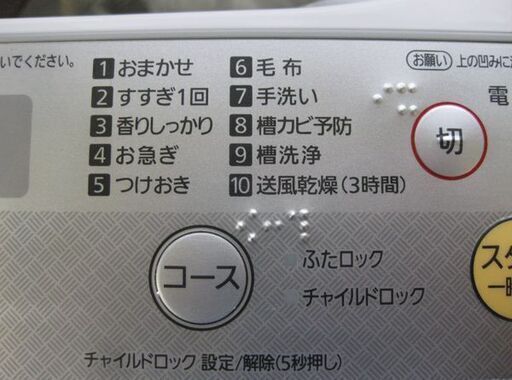 いでください。
1 おまかせ
2 すすぎ1回
3 香りしっかり
4 お急ぎ
5 つけおき
6 毛布
7 手洗い
8 槽カビ予防
9 槽洗浄
10 送風乾燥(3時間)
お願い 上の凹みに
電
切
コース
ふたロック
チャイルドロック
スタ
一時
チャイルドロック 設定/解除(5秒押し)